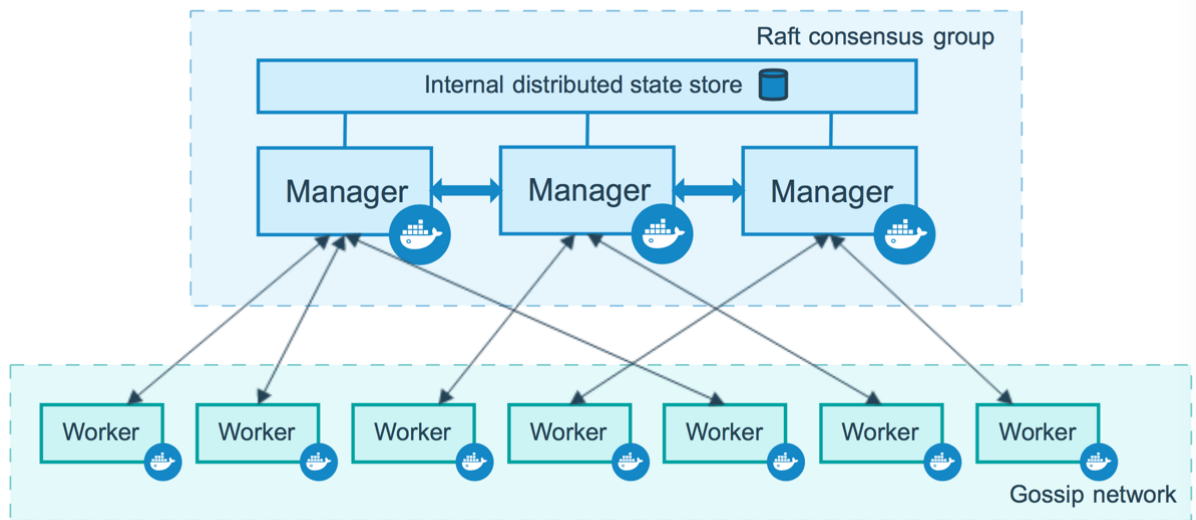 Raft consensus group
Internal distributed state store
Manager
Manager
Manager
Worker
Worker
Worker
Worker
Worker
Worker
Worker
Gossip network